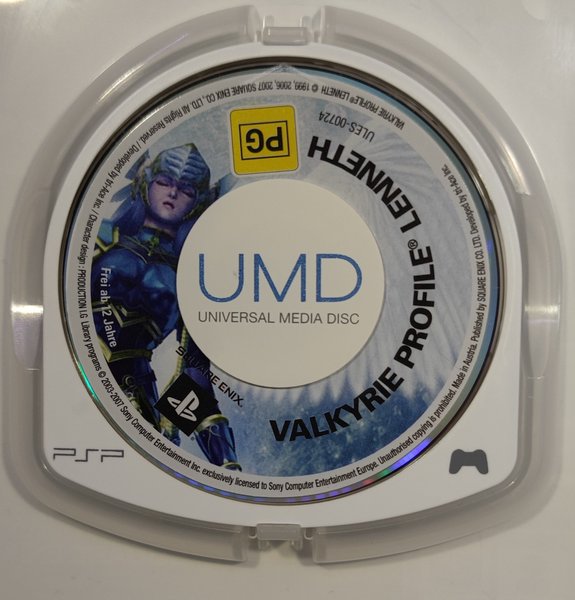 VALKYRIE PROFILE® LENNETH © 1999, 2006, 2007 SQUARE ENIX CO., LTD. All Rights Reserved. / Developed by tri-Ace Inc. / Character design : PRODUCTION I.G Library programs © 2003-2007 Sony Computer Entertainment Inc. exclusively licensed to Sony Computer Entertainment Europe. Unauthorised copying is prohibited. Made in Austria. Published by SQUARE ENIX CO. LTD. Developed by tri-Ace Inc.
ULES-00724
PG
VALKYRIE PROFILE® LENNETH
UMD
UNIVERSAL MEDIA DISC
Frei ab 12 Jahre
SQUARE ENIX.
PSP